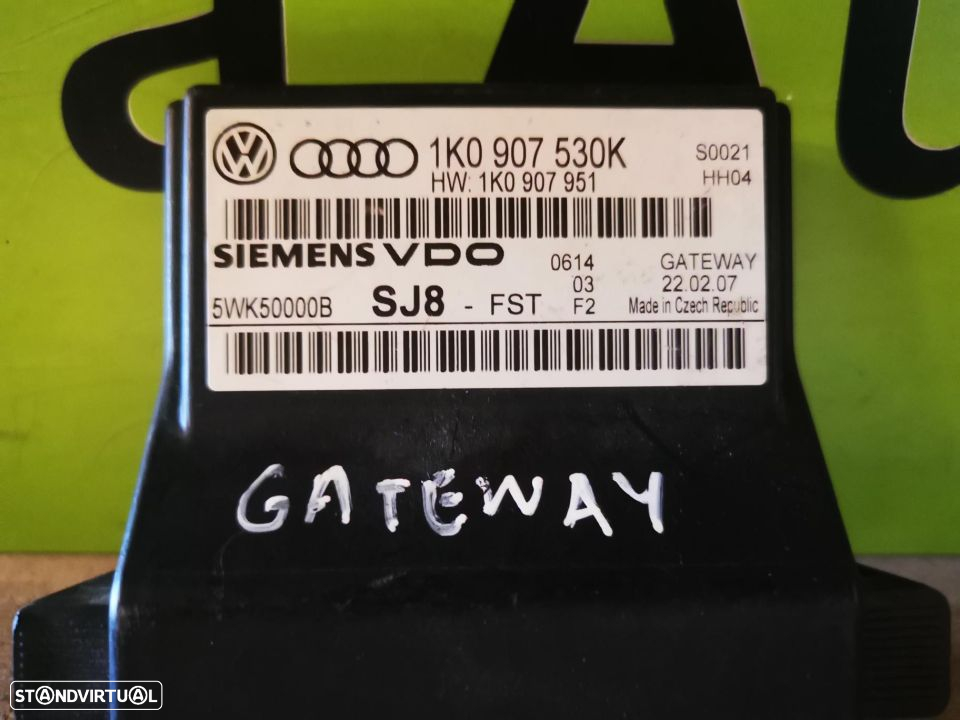 1K0 907 530K
S0021
HW: 1K0 907 951
HH04
SIEMENS VDO
0614
GATEWAY
03
22.02.07
5WK50000B
SJ8 - FST
F2
Made in Czech Republic
GATEWAY
STANDVIRTUAL